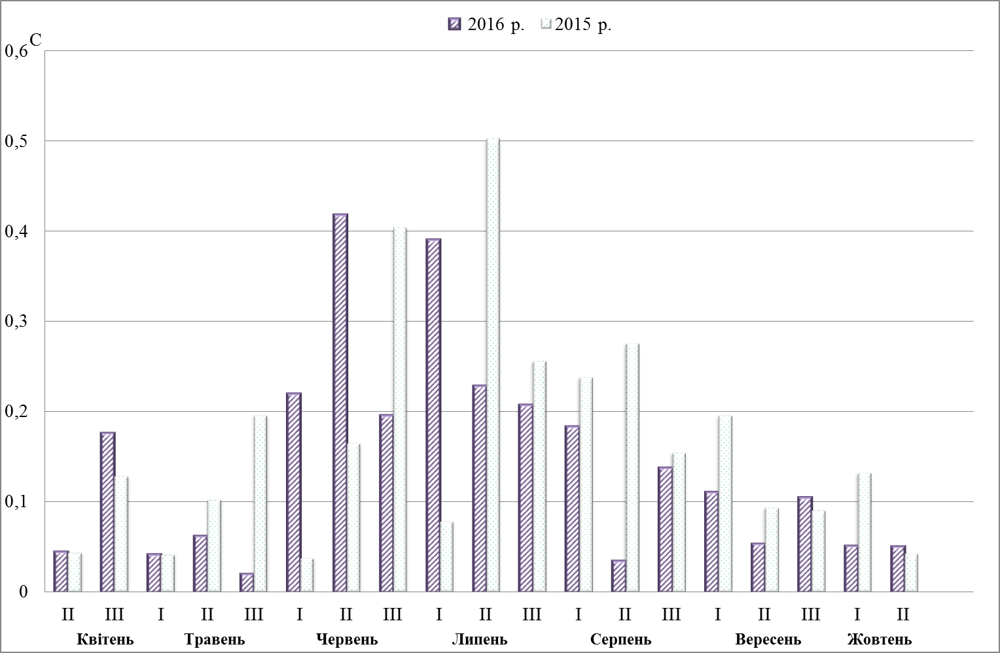 2016 р. 2015 р.
С
0,6
0,5
0,4
0,3
0,2
0,1
0
II III I II III I II III I II III I II III I II III I II
Квітень Травень Червень Липень Серпень Вересень Жовтень